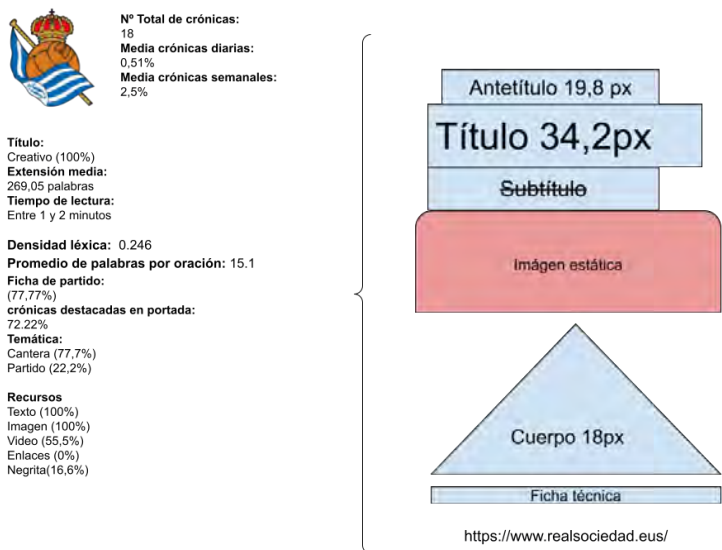 Nº Total de crónicas:
18
Media crónicas diarias:
0,51%
Media crónicas semanales:
2,5%
Título:
Creativo (100%)
Extensión media:
269,05 palabras
Tiempo de lectura:
Entre 1 y 2 minutos
Densidad léxica: 0.246
Promedio de palabras por oración: 15.1
Ficha de partido:
(77,77%)
crónicas destacadas en portada:
72.22%
Temática:
Cantera (77,7%)
Partido (22,2%)
Recursos
Texto (100%)
Imagen (100%)
Video (55,5%)
Enlaces (0%)
Negrita(16,6%)
Antetítulo 19,8 px
Título 34,2px
Subtítulo
Imágen estática
Cuerpo 18px
Ficha técnica
https://www.realsociedad.eus/